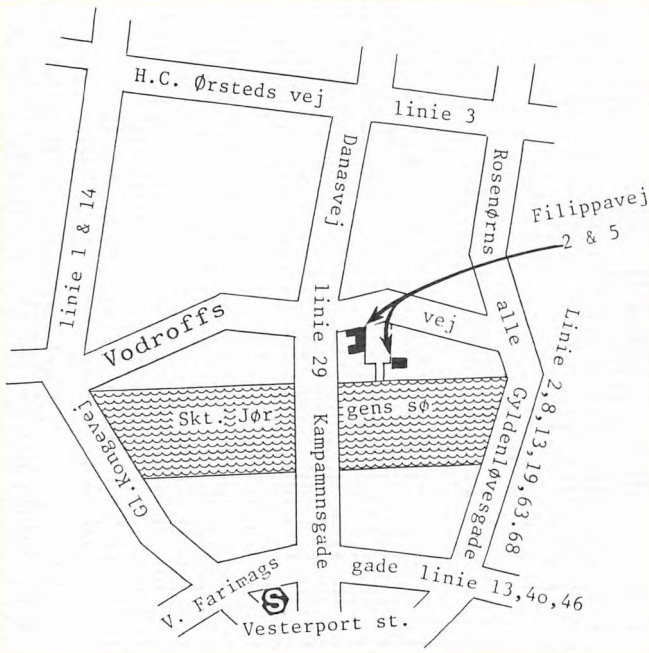 H.C. Ørsteds vej
linie 3
linie 1 & 14
Danasvej
Rosenørns
alle
Filippavej
2 & 5
linie 29
Vodroffs
vej
Linie 2,8,13,19,63.68
Skt. Jør
gens sø
Gl.Kongevej
Kampamnnsgade
Gyldenløvesgade
V. Farimags
gade
linie 13,4o,46
S
Vesterport st.